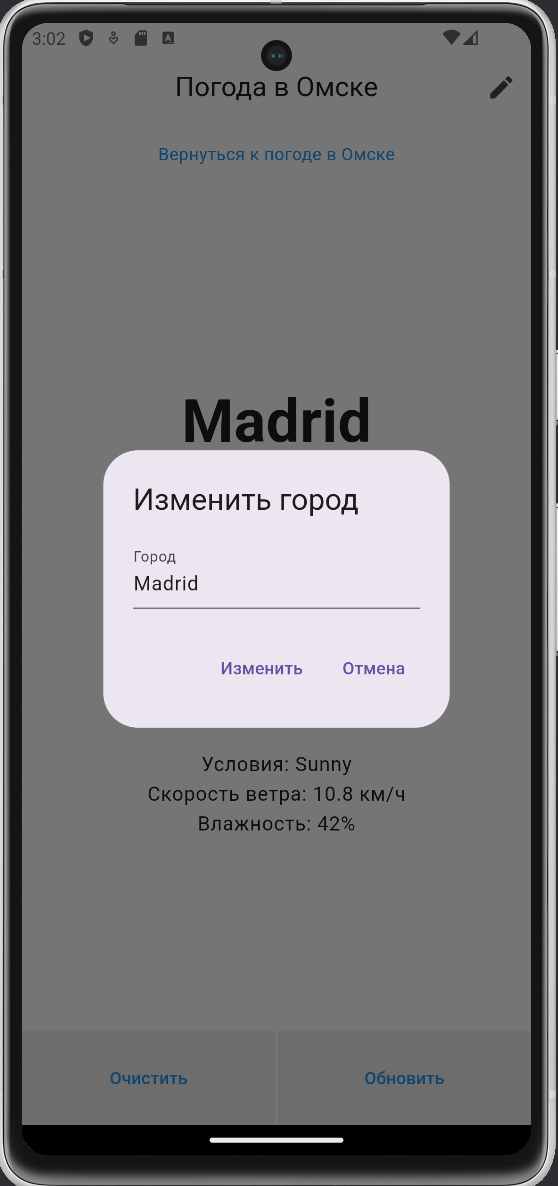 3:02
Погода в Омске
Вернуться к погоде в Омске
Madrid
Изменить город
Город
Madrid
Изменить Отмена
Условия: Sunny
Скорость ветра: 10.8 км/ч
Влажность: 42%
Очистить Обновить